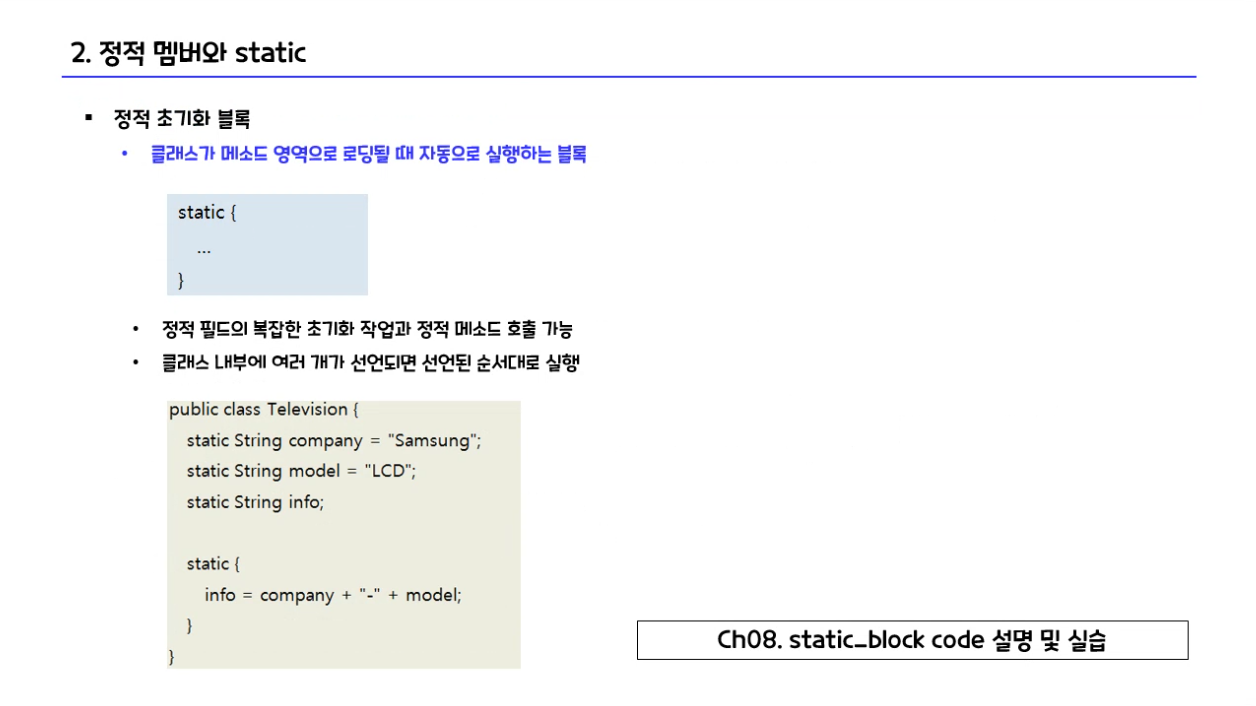 2. 정적 멤버와 static
▪ 정적 초기화 블록
• 클래스가 메소드 영역으로 로딩될 때 자동으로 실행하는 블록
static {
...
}
• 정적 필드의 복잡한 초기화 작업과 정적 메소드 호출 가능
• 클래스 내부에 여러 개가 선언되면 선언된 순서대로 실행
public class Television {
static String company = "Samsung";
static String model = "LCD";
static String info;
static {
info = company + "-" + model;
}
}
Ch08. static_block code 설명 및 실습